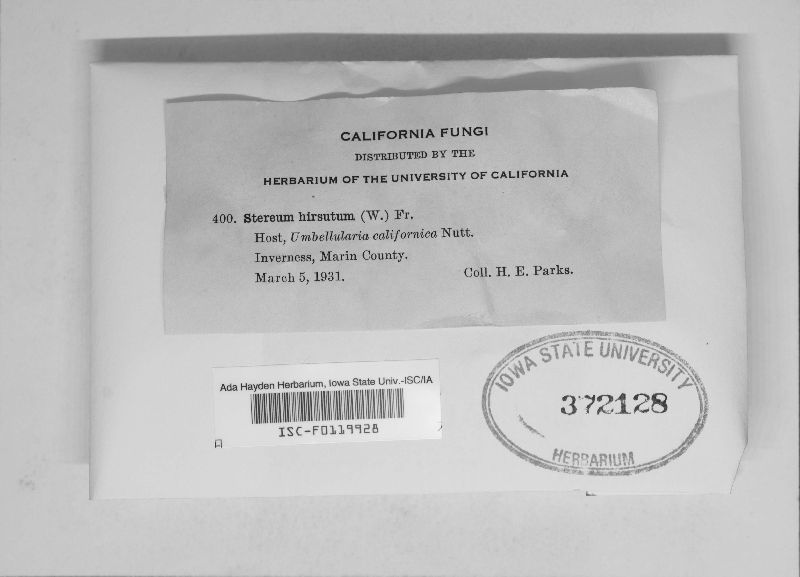 CALIFORNIA FUNGI
DISTRIBUTED BY THE
HERBARIUM OF THE UNIVERSITY OF CALIFORNIA
400. Stereum hirsutum (W.) Fr.
Host, Umbellularia californica Nutt.
Inverness, Marin County.
March 5, 1931. Coll. H. E. Parks.
Ada Hayden Herbarium, Iowa State Univ.-ISC/IA
ISC-F0119928
IOWA STATE UNIVERSITY
372128
HERBARIUM